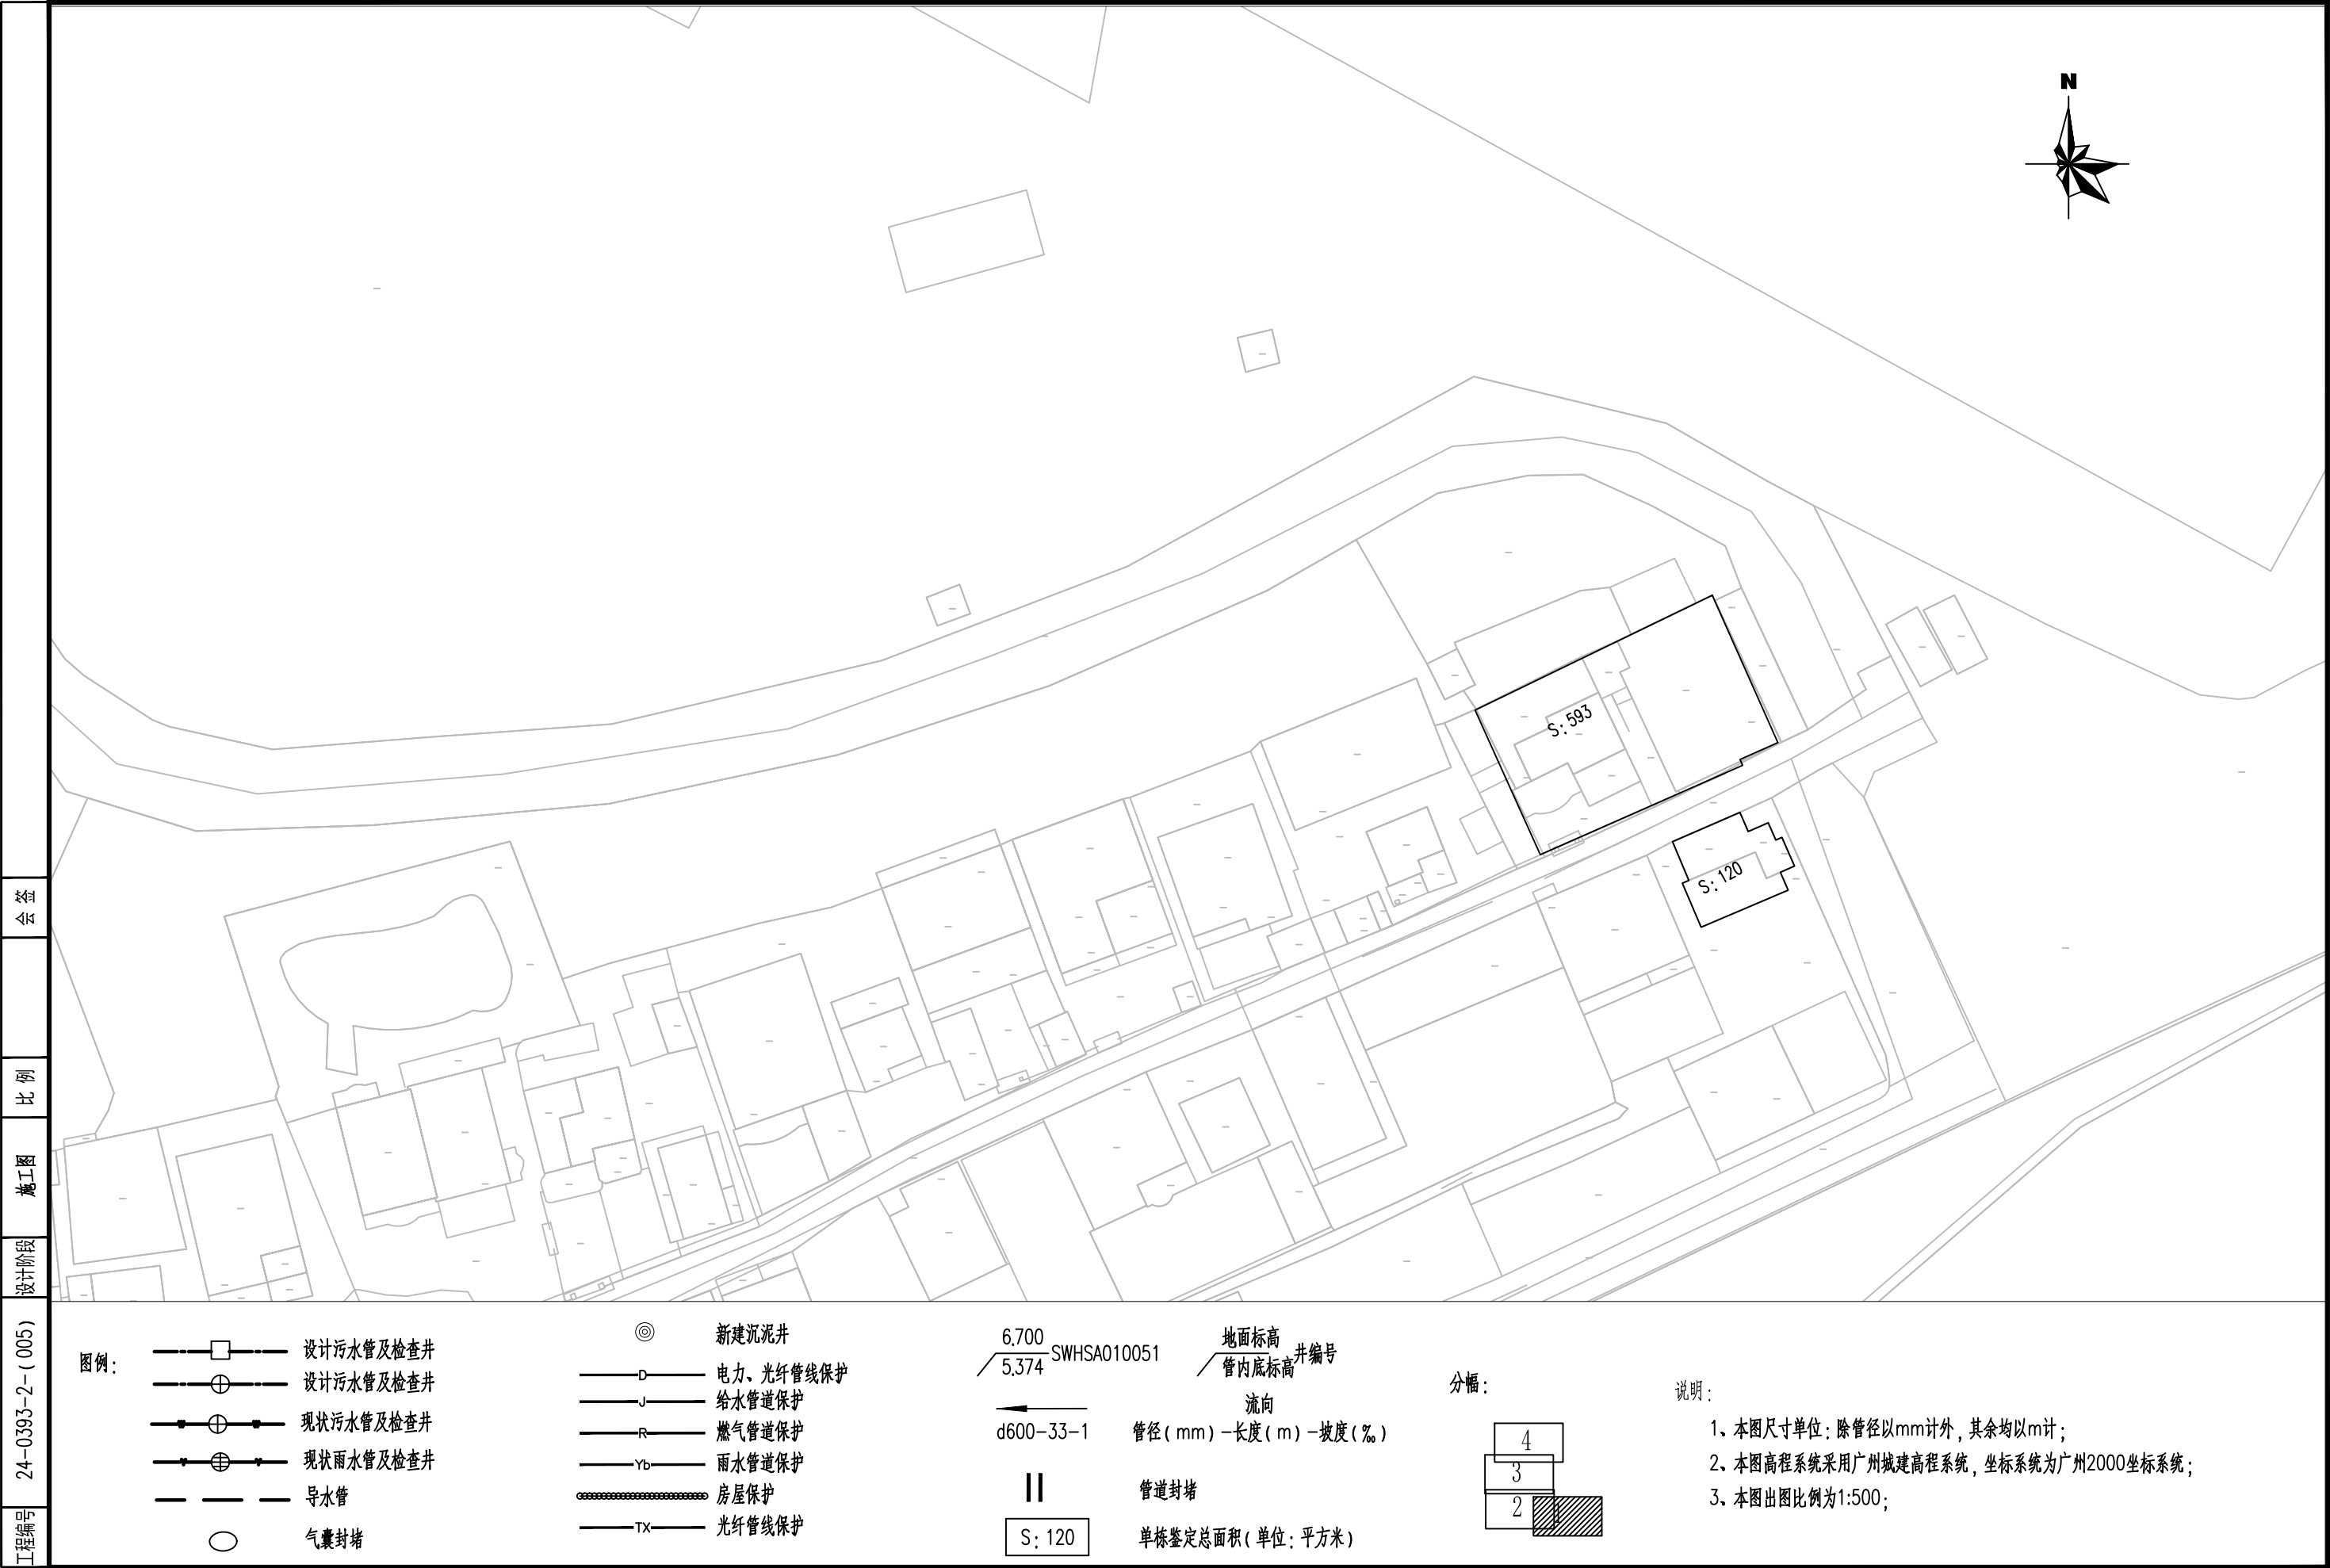 N
S:593
S:120
会 签
比 例
施工图
设计阶段
24-0393-2-(005)
工程编号
图例:
设计污水管及检查井
设计污水管及检查井
现状污水管及检查井
现状雨水管及检查井
导水管
气囊封堵
新建沉泥井
D 电力、光纤管线保护
J 给水管道保护
R 燃气管道保护
Yb 雨水管道保护
房屋保护
TX 光纤管线保护
6.700
5.374
SWHSA010051
地面标高
管内底标高
井编号
流向
d600-33-1 管径(mm)-长度(m)-坡度(‰)
管道封堵
S: 120 单栋鉴定总面积(单位:平方米)
分幅:
4
3
2
1
说明:
1、本图尺寸单位:除管径以mm计外,其余均以m计;
2、本图高程系统采用广州城建高程系统,坐标系统为广州2000坐标系统;
3、本图出图比例为1:500;